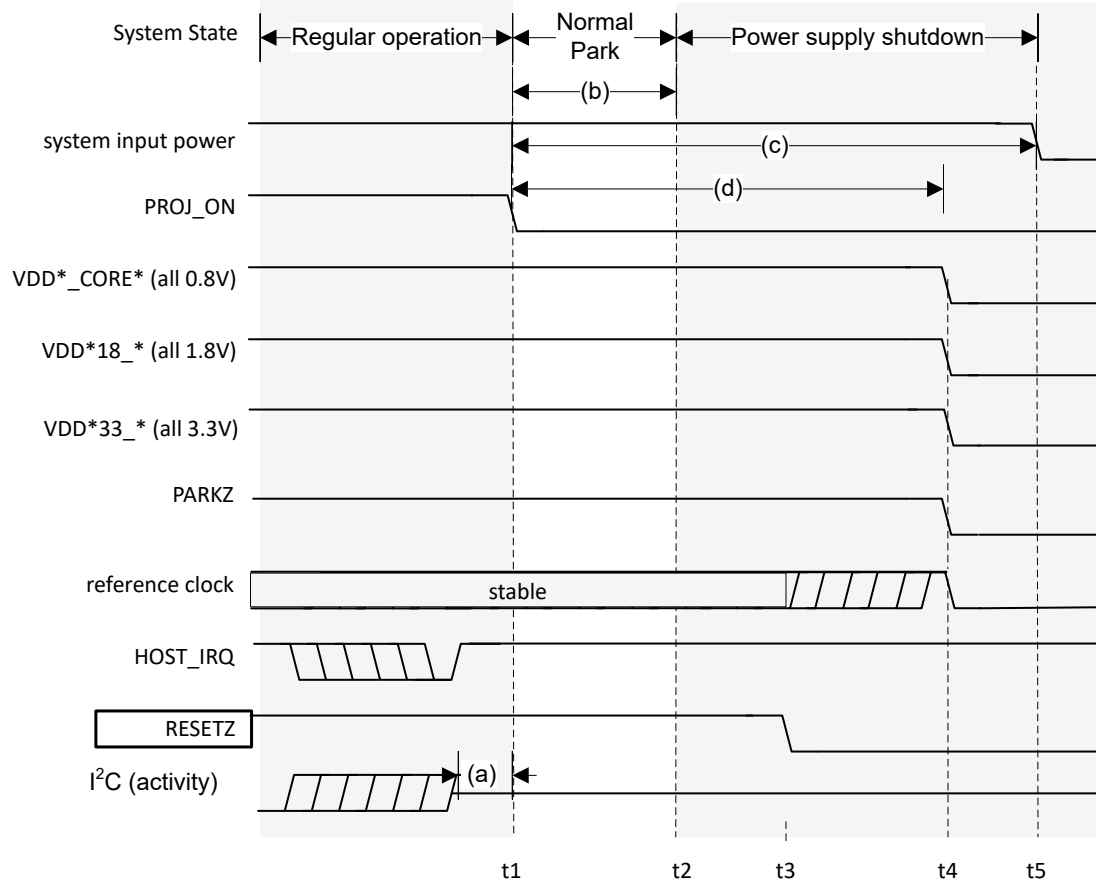 System State
Regular operation
Normal
Park
Power supply shutdown
(b)
system input power
(c)
(d)
PROJ_ON
VDD*_CORE* (all 0.8V)
VDD*18_* (all 1.8V)
VDD*33_* (all 3.3V)
PARKZ
reference clock
stable
HOST_IRQ
RESETZ
I²C (activity)
(a)
t1
t2
t3
t4
t5